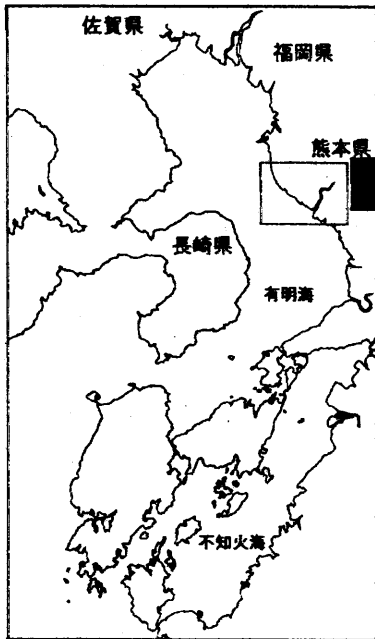 佐賀県
福岡県
熊本県
長崎県
有明海
不知火海